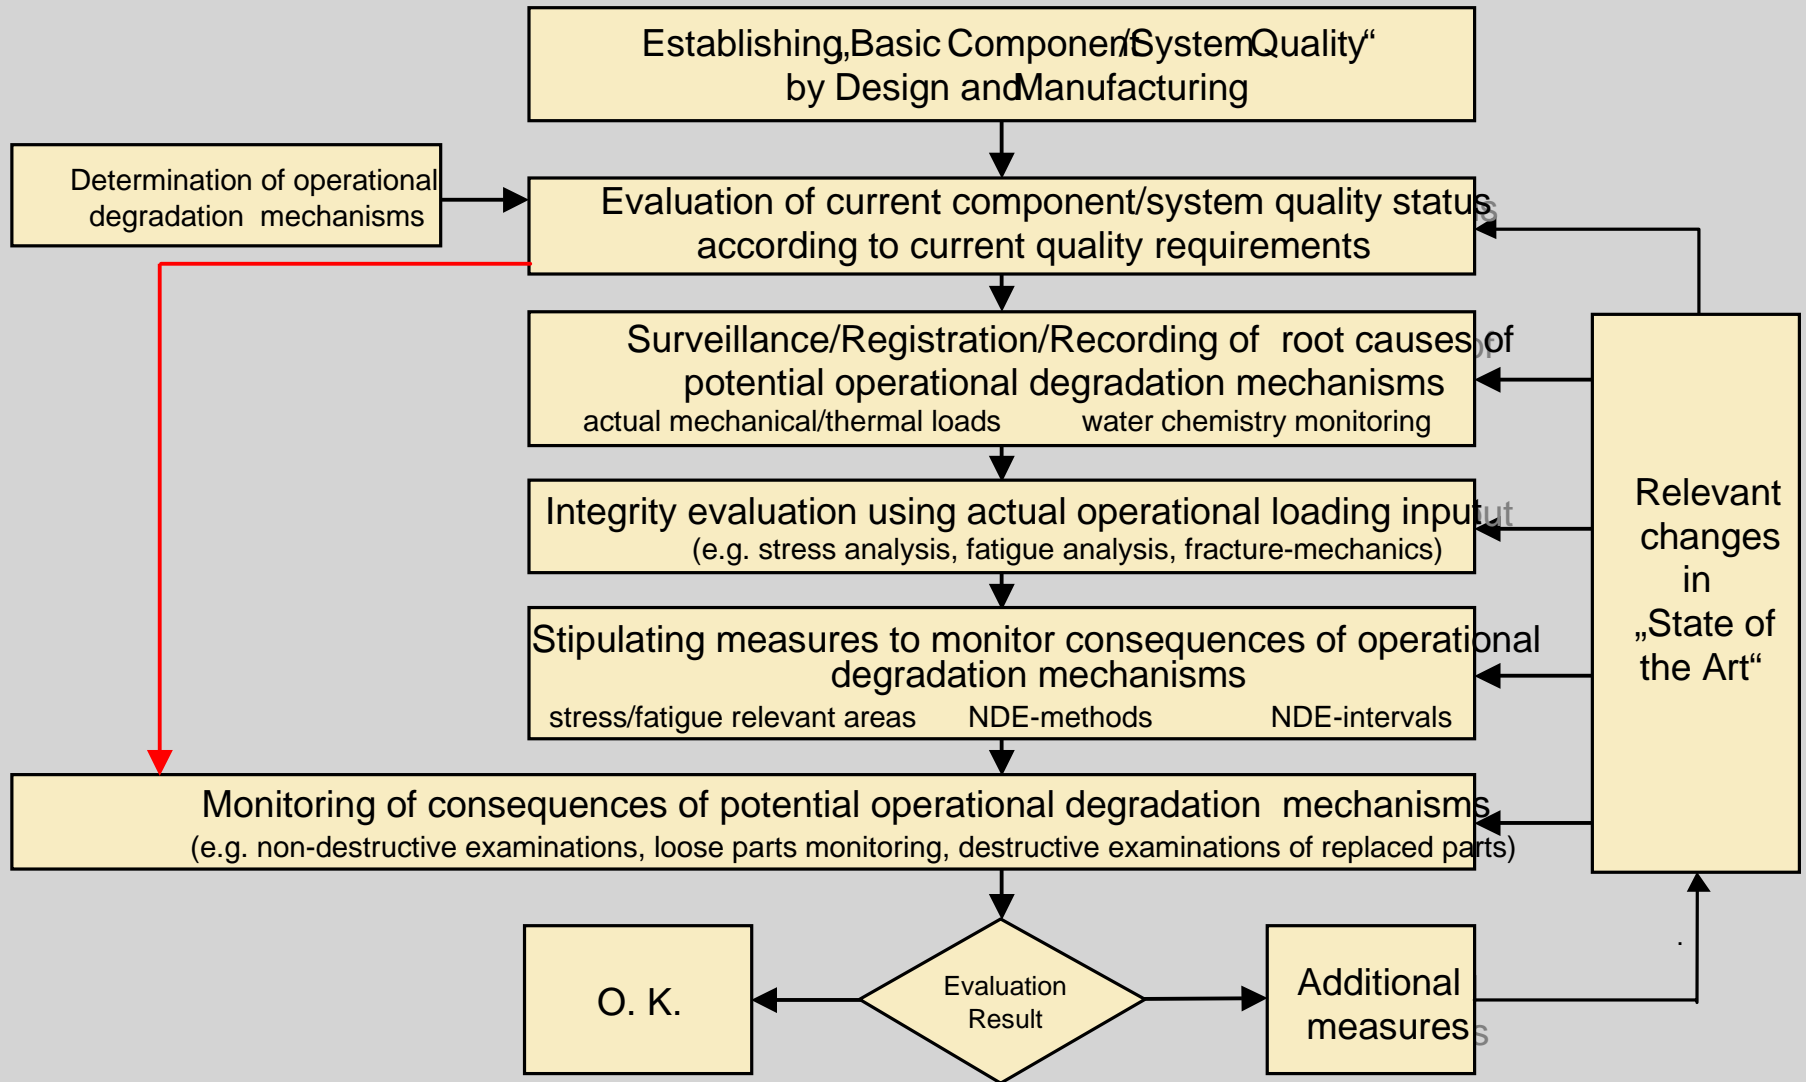 Establishing „Basic Component/System Quality“
by Design and Manufacturing
Determination of operational
degradation mechanisms
Evaluation of current component/system quality status
according to current quality requirements
Surveillance/Registration/Recording of root causes of
potential operational degradation mechanisms
actual mechanical/thermal loads water chemistry monitoring
Integrity evaluation using actual operational loading input
(e.g. stress analysis, fatigue analysis, fracture-mechanics)
Stipulating measures to monitor consequences of operational
degradation mechanisms
stress/fatigue relevant areas NDE-methods NDE-intervals
Monitoring of consequences of potential operational degradation mechanisms
(e.g. non-destructive examinations, loose parts monitoring, destructive examinations of replaced parts)
Relevant
changes
in
„State of
the Art“
O. K.
Evaluation
Result
Additional
measures
.